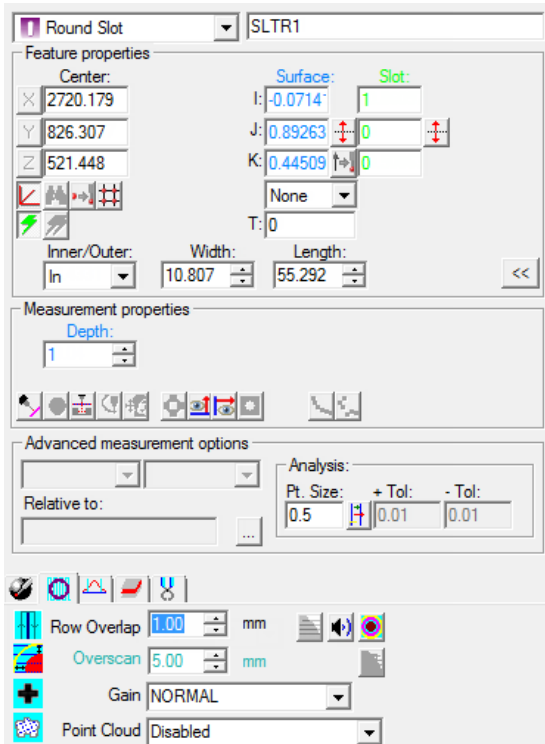 Round Slot SLTR1
Feature properties
Center: Surface: Slot:
X 2720.179 I: -0.0714 1
Y 826.307 J: 0.89263 0
Z 521.448 K: 0.44509 0
None
T: 0
Inner/Outer: Width: Length:
In 10.807 55.292 <<
Measurement properties
Depth:
1
Advanced measurement options
Analysis:
Pt. Size: + Tol: - Tol:
Relative to: 0.5 0.01 0.01
...
Row Overlap 1.00 mm
Overscan 5.00 mm
Gain NORMAL
Point Cloud Disabled